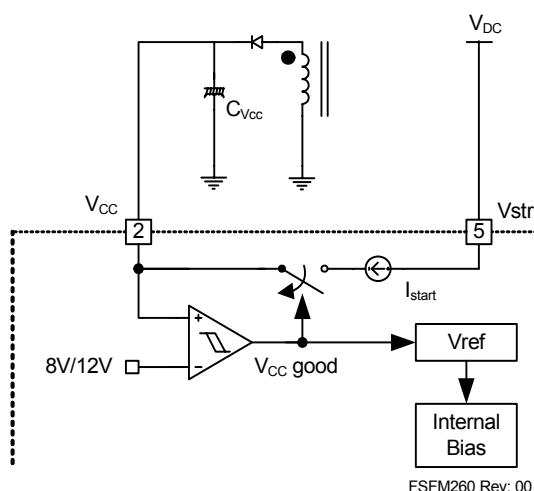 V_DC
C_Vcc
V_CC
2
5
Vstr
I_start
+
8V/12V
−
V_CC good
Vref
Internal
Bias
FSFM260 Rev: 00